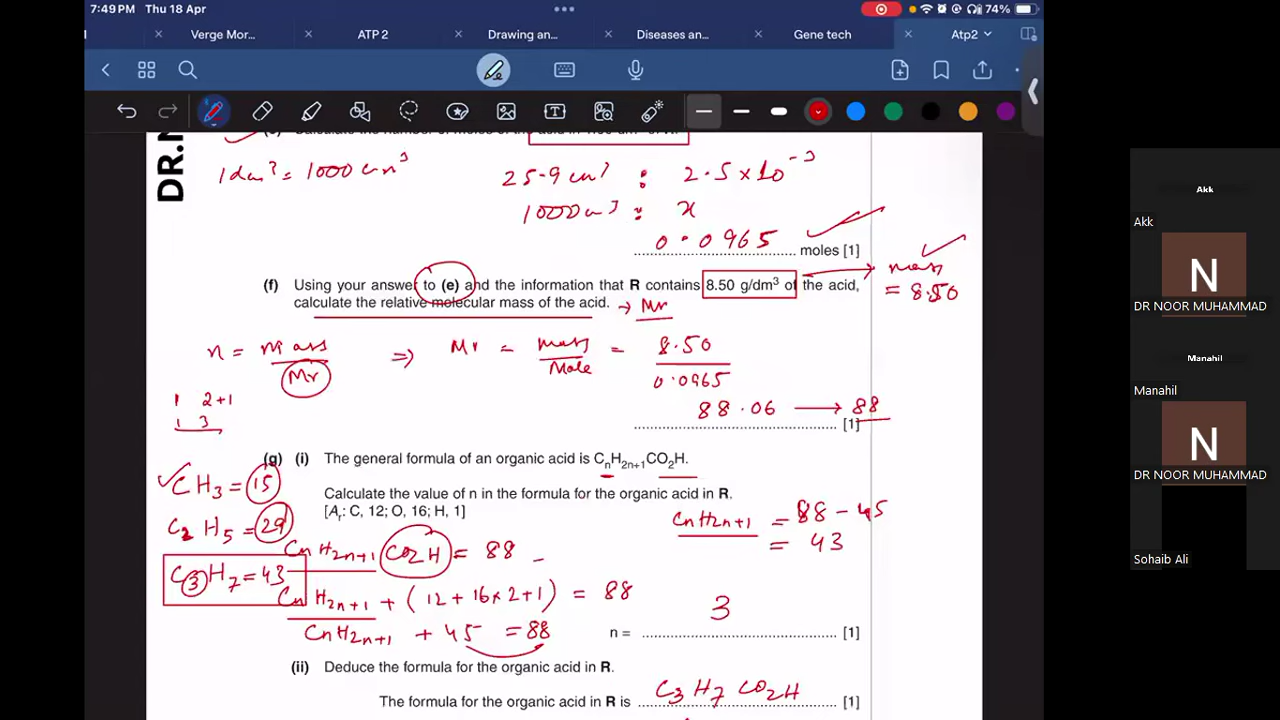 7:49 PM Thu 18 Apr
74%
Verge Mor...
ATP 2
Drawing an...
Diseases an...
Gene tech
Atp2
1dm³ = 1000 cm³
25.9 cm³ : 2.5 × 10⁻³
1000 cm³ : x
0.0965 moles [1]
(f) Using your answer to (e) and the information that R contains 8.50 g/dm³ of the acid,
calculate the relative molecular mass of the acid. → Mr
mass
= 8.50
n = mass / Mr ⇒ Mr = mass / Mole = 8.50 / 0.0965
1 2+1
1 3
88.06 → 88
[1]
(g) (i) The general formula of an organic acid is CnH2n+1CO2H.
Calculate the value of n in the formula for the organic acid in R.
[Ar: C, 12; O, 16; H, 1]
CH3 = 15
C2H5 = 29
C3H7 = 43
CnH2n+1 CO2H = 88
CnH2n+1 + (12 + 16×2 + 1) = 88
CnH2n+1 + 45 = 88
CnH2n+1 = 88 - 45
= 43
n = 3 [1]
(ii) Deduce the formula for the organic acid in R.
The formula for the organic acid in R is C3H7CO2H [1]
DR.
Akk
Akk
N
DR NOOR MUHAMMAD
Manahil
Manahil
N
DR NOOR MUHAMMAD
Sohaib Ali